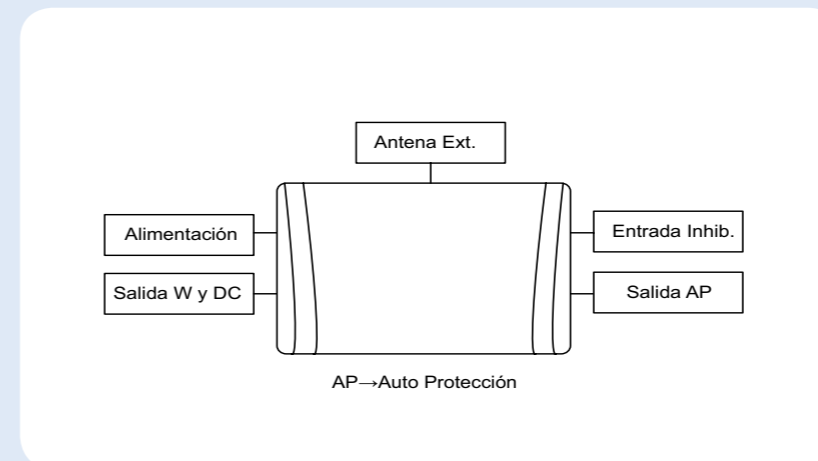 Antena Ext.
Alimentación
Entrada Inhib.
Salida W y DC
Salida AP
AP→Auto Protección